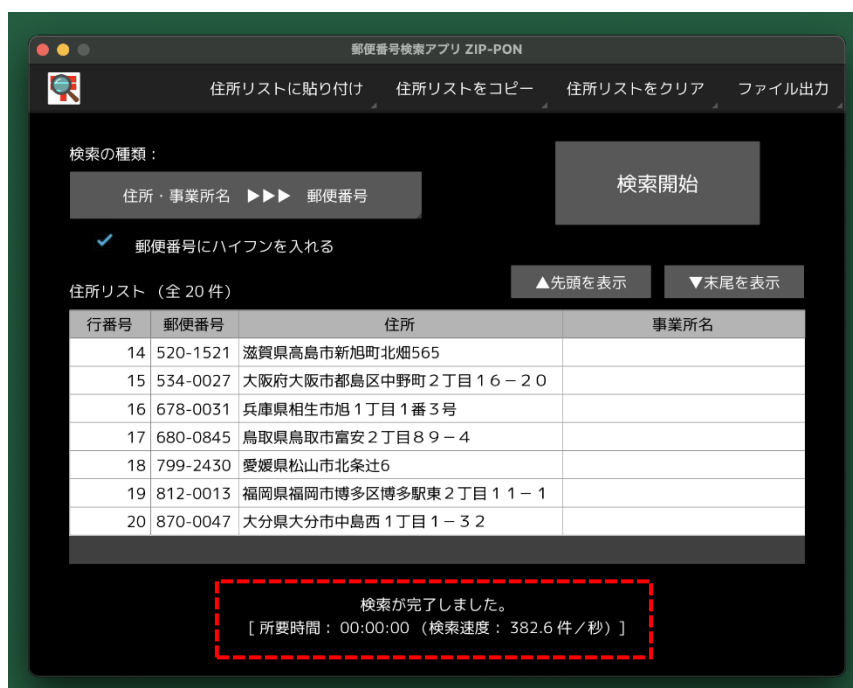 郵便番号検索アプリ ZIP-PON
住所リストに貼り付け 住所リストをコピー 住所リストをクリア ファイル出力
検索の種類：
住所・事業所名 ▶▶▶ 郵便番号
検索開始
✓ 郵便番号にハイフンを入れる
住所リスト （全 20 件）
▲先頭を表示 ▼末尾を表示
行番号 郵便番号 住所 事業所名
14 520-1521 滋賀県高島市新旭町北畑565
15 534-0027 大阪府大阪市都島区中野町２丁目１６－２０
16 678-0031 兵庫県相生市旭１丁目１番３号
17 680-0845 鳥取県鳥取市富安２丁目８９－４
18 799-2430 愛媛県松山市北条辻6
19 812-0013 福岡県福岡市博多区博多駅東２丁目１１－１
20 870-0047 大分県大分市中島西１丁目１－３２
検索が完了しました。
[ 所要時間： 00:00:00 （検索速度： 382.6 件／秒）]